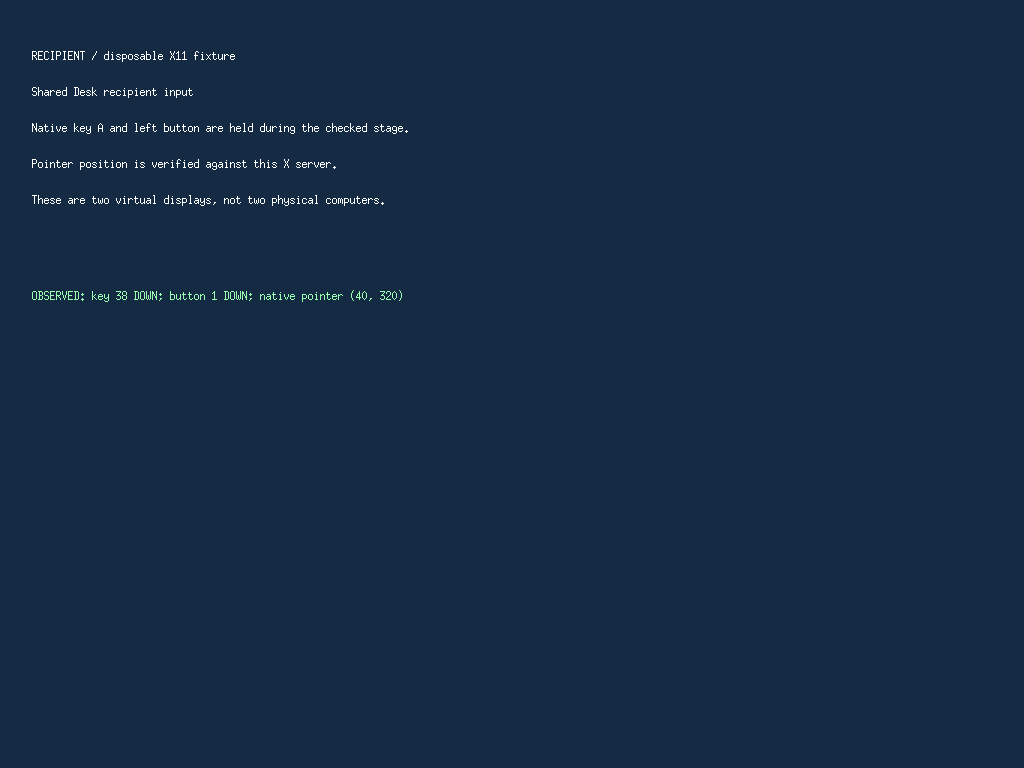 RECIPIENT / disposable X11 fixture
Shared Desk recipient input
Native key A and left button are held during the checked stage.
Pointer position is verified against this X server.
These are two virtual displays, not two physical computers.
OBSERVED: key 38 DOWN; button 1 DOWN; native pointer (40, 320)